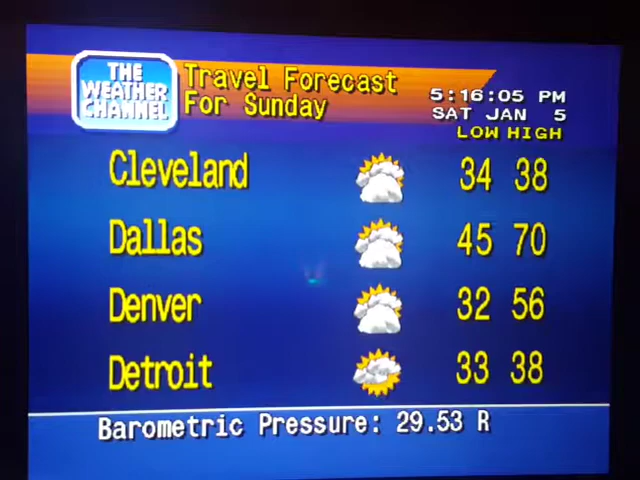 THE
WEATHER
CHANNEL
Travel Forecast
For Sunday
5:16:05 PM
SAT JAN 5
LOW HIGH
Cleveland 34 38
Dallas 45 70
Denver 32 56
Detroit 33 38
Barometric Pressure: 29.53 R